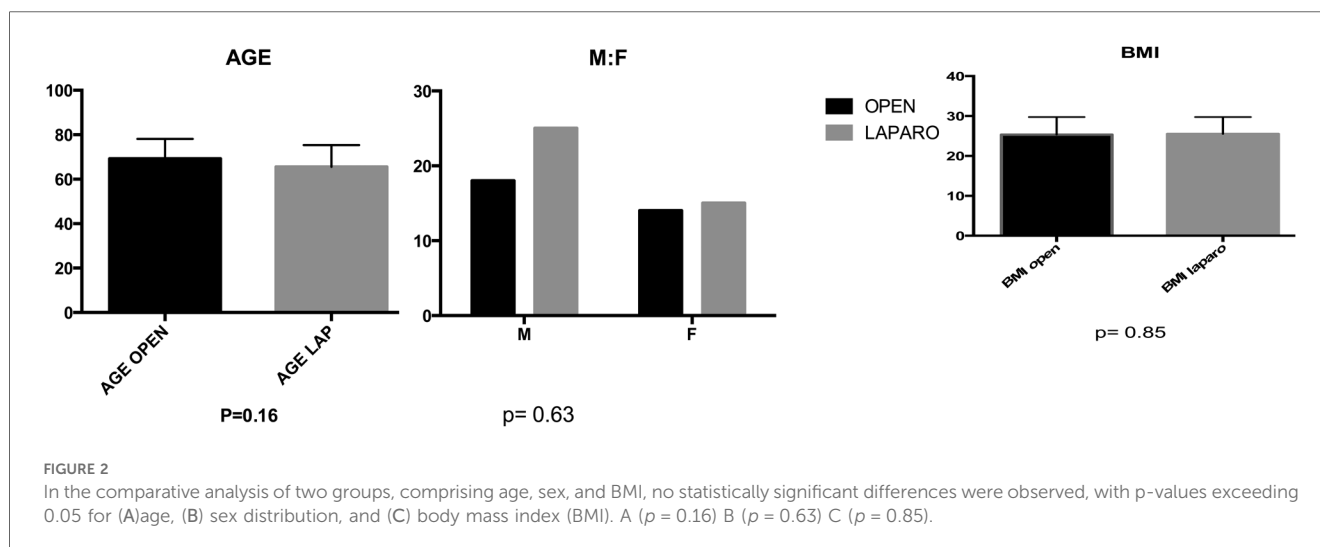 AGE
100
80
60
40
20
0
AGE OPEN
AGE LAP
P=0.16
M:F
30
20
10
0
M
F
p= 0.63
OPEN
LAPARO
BMI
40
30
20
10
0
BMI open
BMI laparo
p= 0.85
FIGURE 2
In the comparative analysis of two groups, comprising age, sex, and BMI, no statistically significant differences were observed, with p-values exceeding
0.05 for (A)age, (B) sex distribution, and (C) body mass index (BMI). A (p = 0.16) B (p = 0.63) C (p = 0.85).